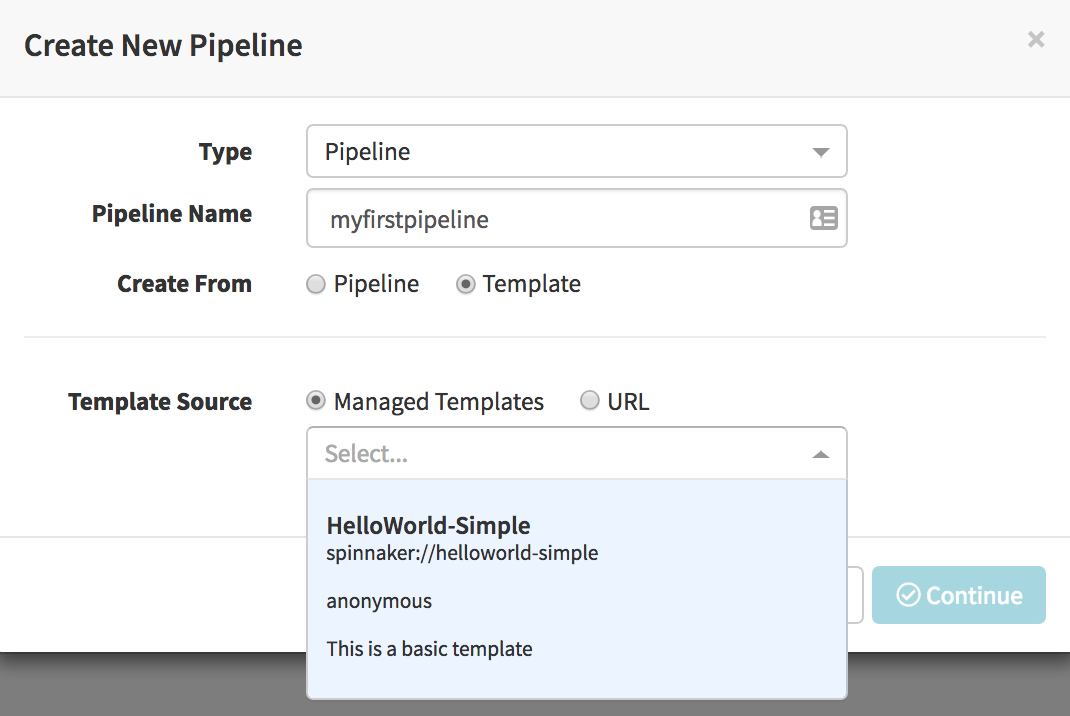 Create New Pipeline
Type
Pipeline
Pipeline Name
myfirstpipeline
Create From
Pipeline
Template
Template Source
Managed Templates
URL
Select...
HelloWorld-Simple
spinnaker://helloworld-simple
anonymous
This is a basic template
Continue